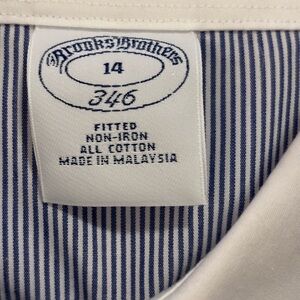 Brooks Brothers
14
346
FITTED
NON-IRON
ALL COTTON
MADE IN MALAYSIA